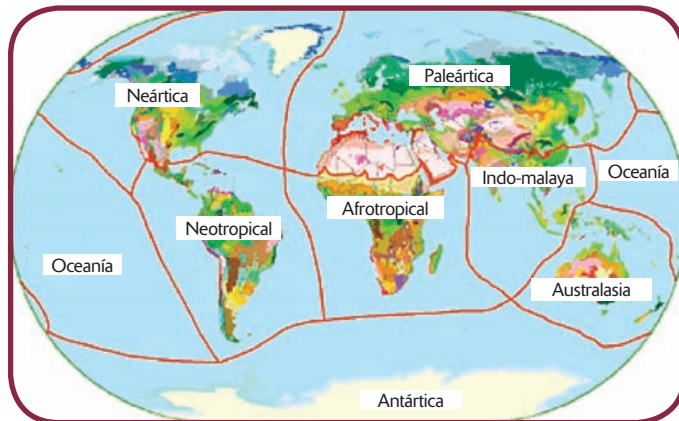 Neártica
Paleártica
Indo-malaya
Oceanía
Afrotropical
Neotropical
Oceanía
Australasia
Antártica